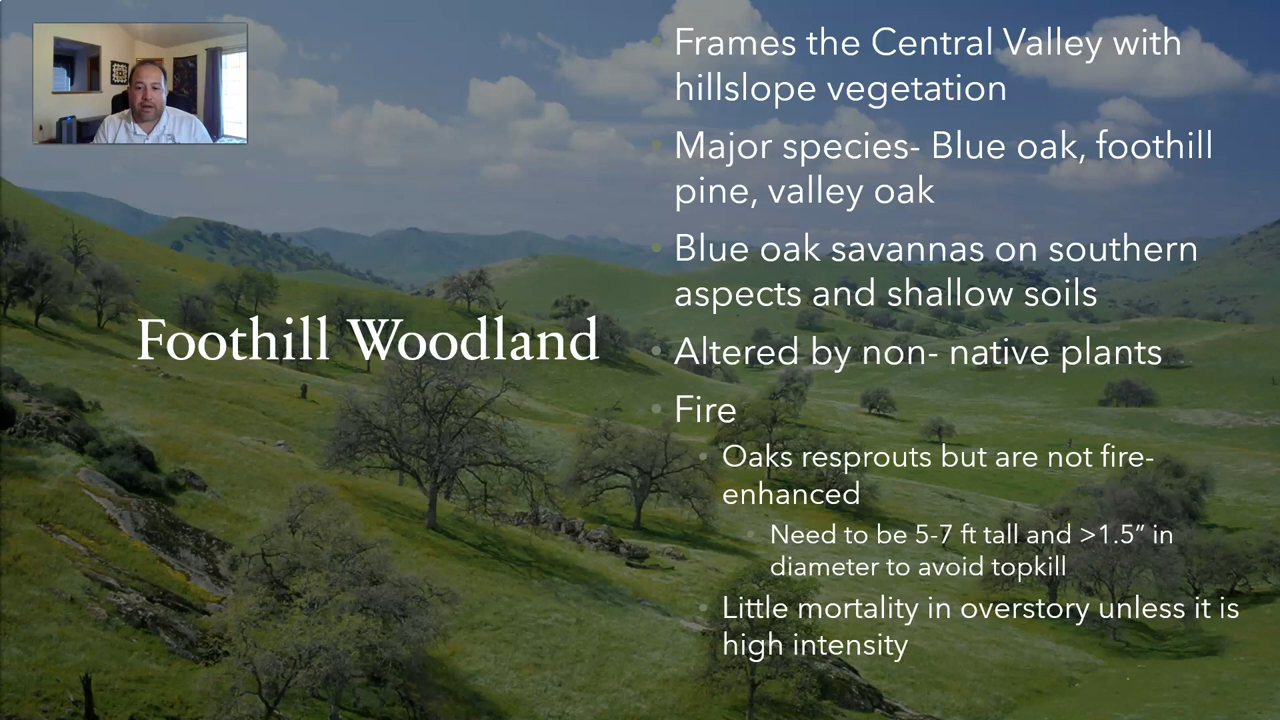 Foothill Woodland
Frames the Central Valley with
hillslope vegetation
Major species- Blue oak, foothill
pine, valley oak
Blue oak savannas on southern
aspects and shallow soils
Altered by non- native plants
Fire
Oaks resprouts but are not fire-
enhanced
Need to be 5-7 ft tall and >1.5” in
diameter to avoid topkill
Little mortality in overstory unless it is
high intensity